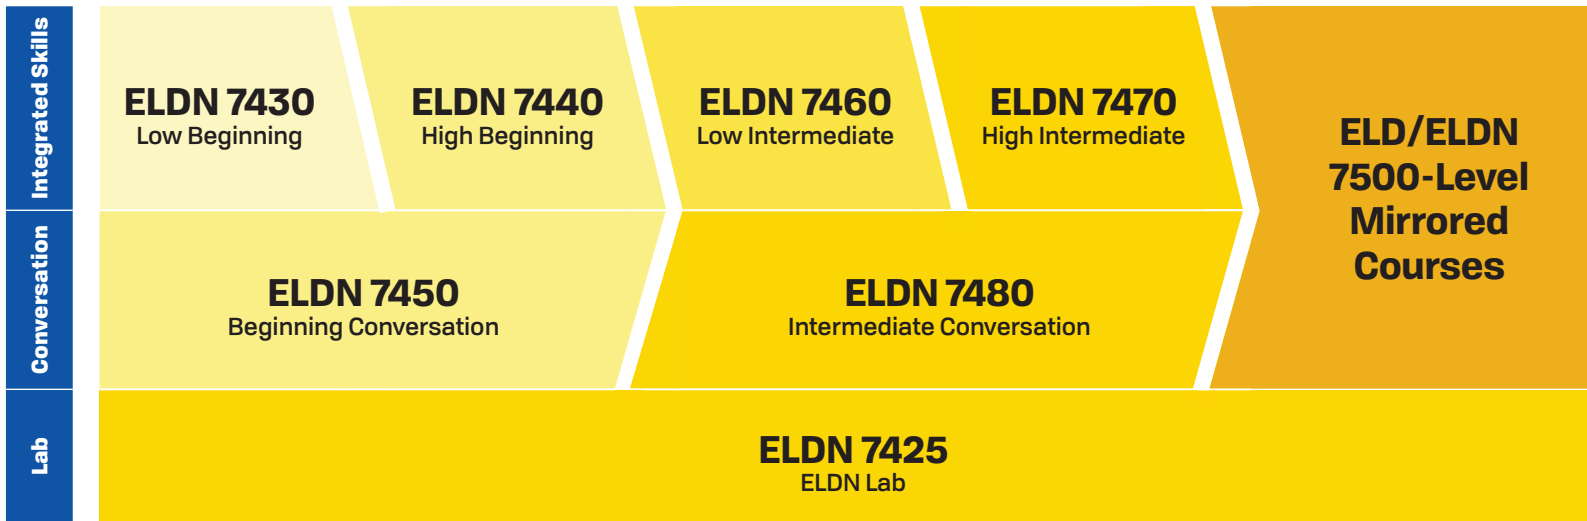 Integrated Skills
ELDN 7430
Low Beginning
ELDN 7440
High Beginning
ELDN 7460
Low Intermediate
ELDN 7470
High Intermediate
ELD/ELDN
7500-Level
Mirrored
Courses
Conversation
ELDN 7450
Beginning Conversation
ELDN 7480
Intermediate Conversation
Lab
ELDN 7425
ELDN Lab